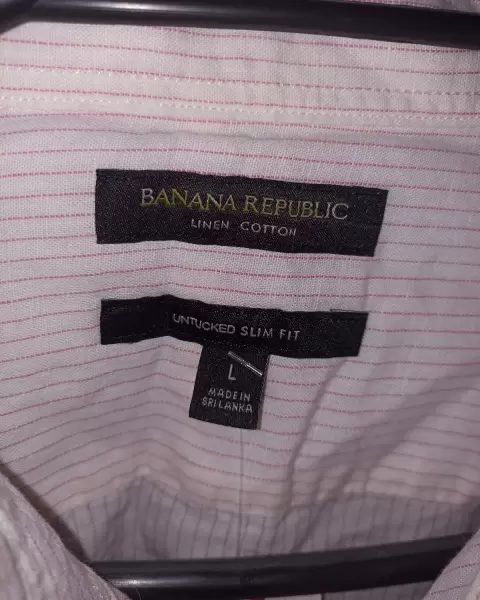 BANANA REPUBLIC
LINEN COTTON
UNTUCKED SLIM FIT
L
MADE IN
SRI LANKA